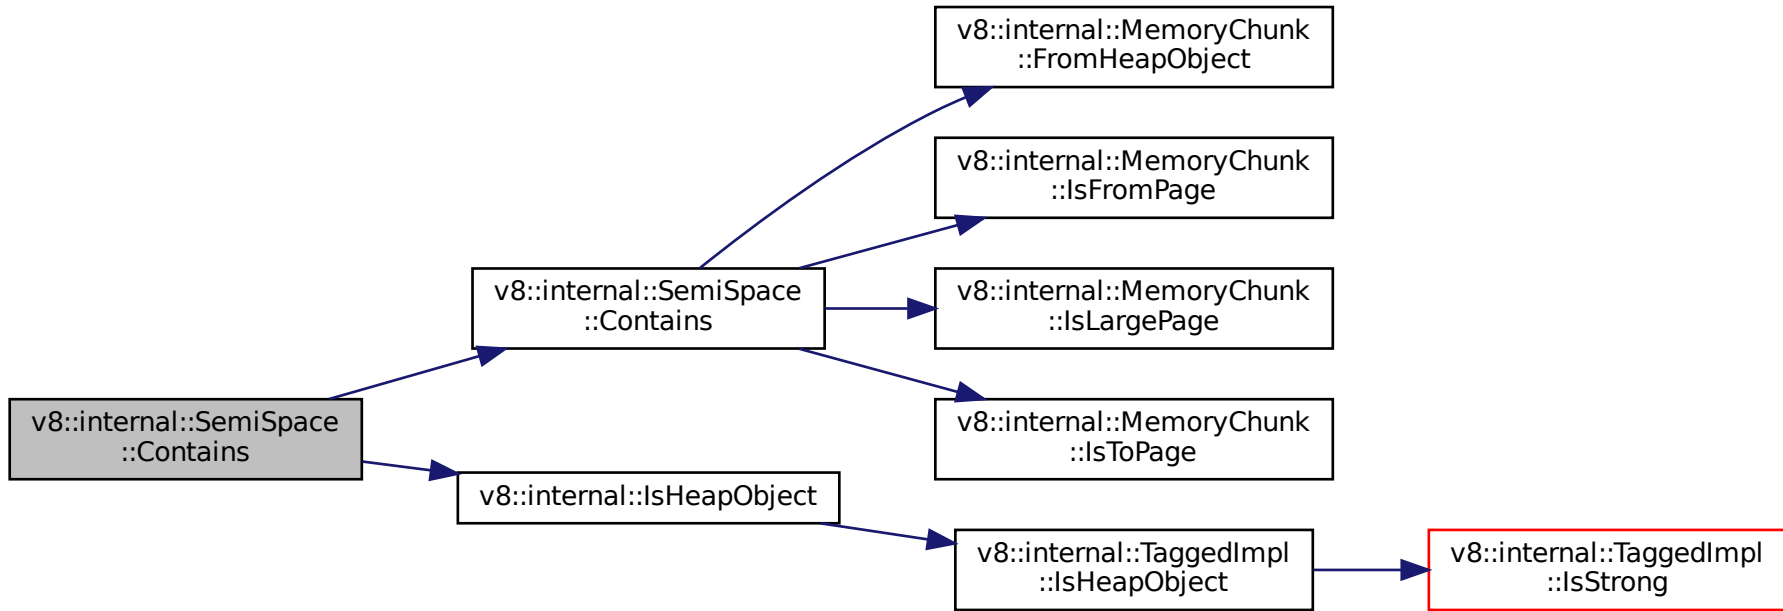 v8::internal::MemoryChunk
::FromHeapObject
v8::internal::MemoryChunk
::IsFromPage
v8::internal::SemiSpace
::Contains
v8::internal::MemoryChunk
::IsLargePage
v8::internal::SemiSpace
::Contains
v8::internal::MemoryChunk
::IsToPage
v8::internal::IsHeapObject
v8::internal::TaggedImpl
::IsHeapObject
v8::internal::TaggedImpl
::IsStrong